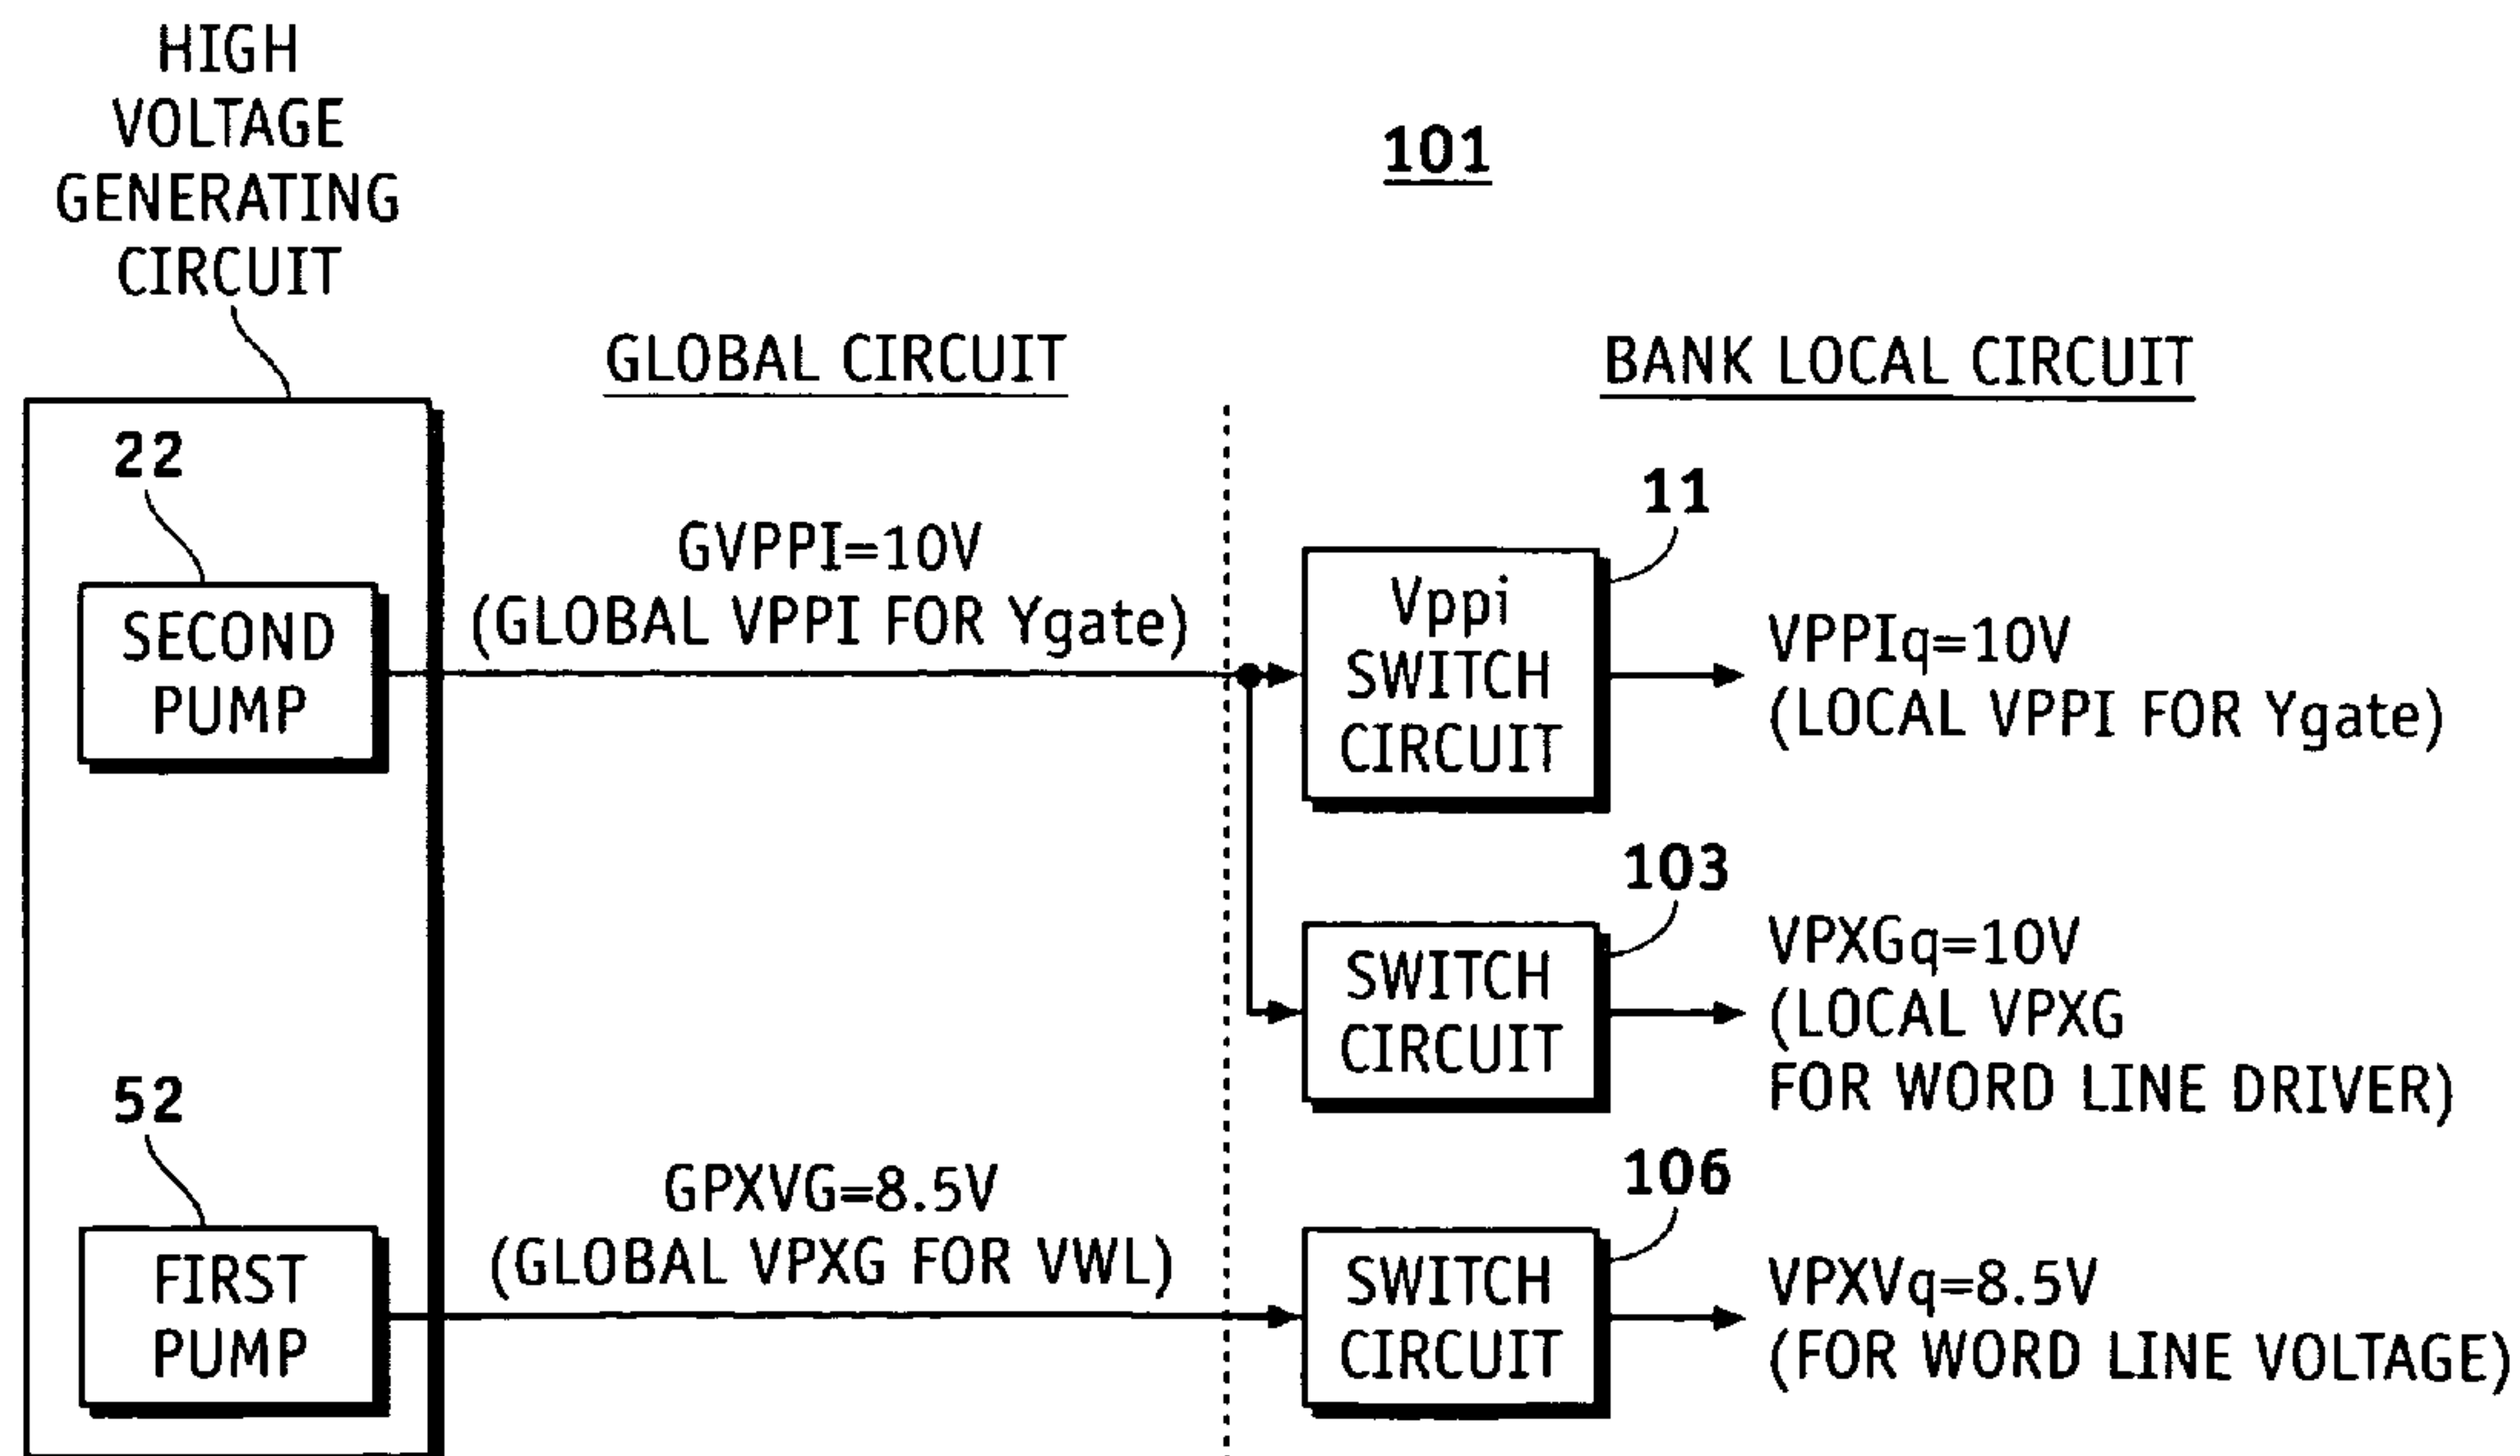 HIGH
VOLTAGE
GENERATING
CIRCUIT
101
GLOBAL CIRCUIT
BANK LOCAL CIRCUIT
22
SECOND
PUMP
GVPPI=10V
(GLOBAL VPPI FOR Ygate)
11
Vppi
SWITCH
CIRCUIT
VPPIq=10V
(LOCAL VPPI FOR Ygate)
103
SWITCH
CIRCUIT
VPXGq=10V
(LOCAL VPXG
FOR WORD LINE DRIVER)
52
FIRST
PUMP
GPXVG=8.5V
(GLOBAL VPXG FOR VWL)
106
SWITCH
CIRCUIT
VPXVq=8.5V
(FOR WORD LINE VOLTAGE)